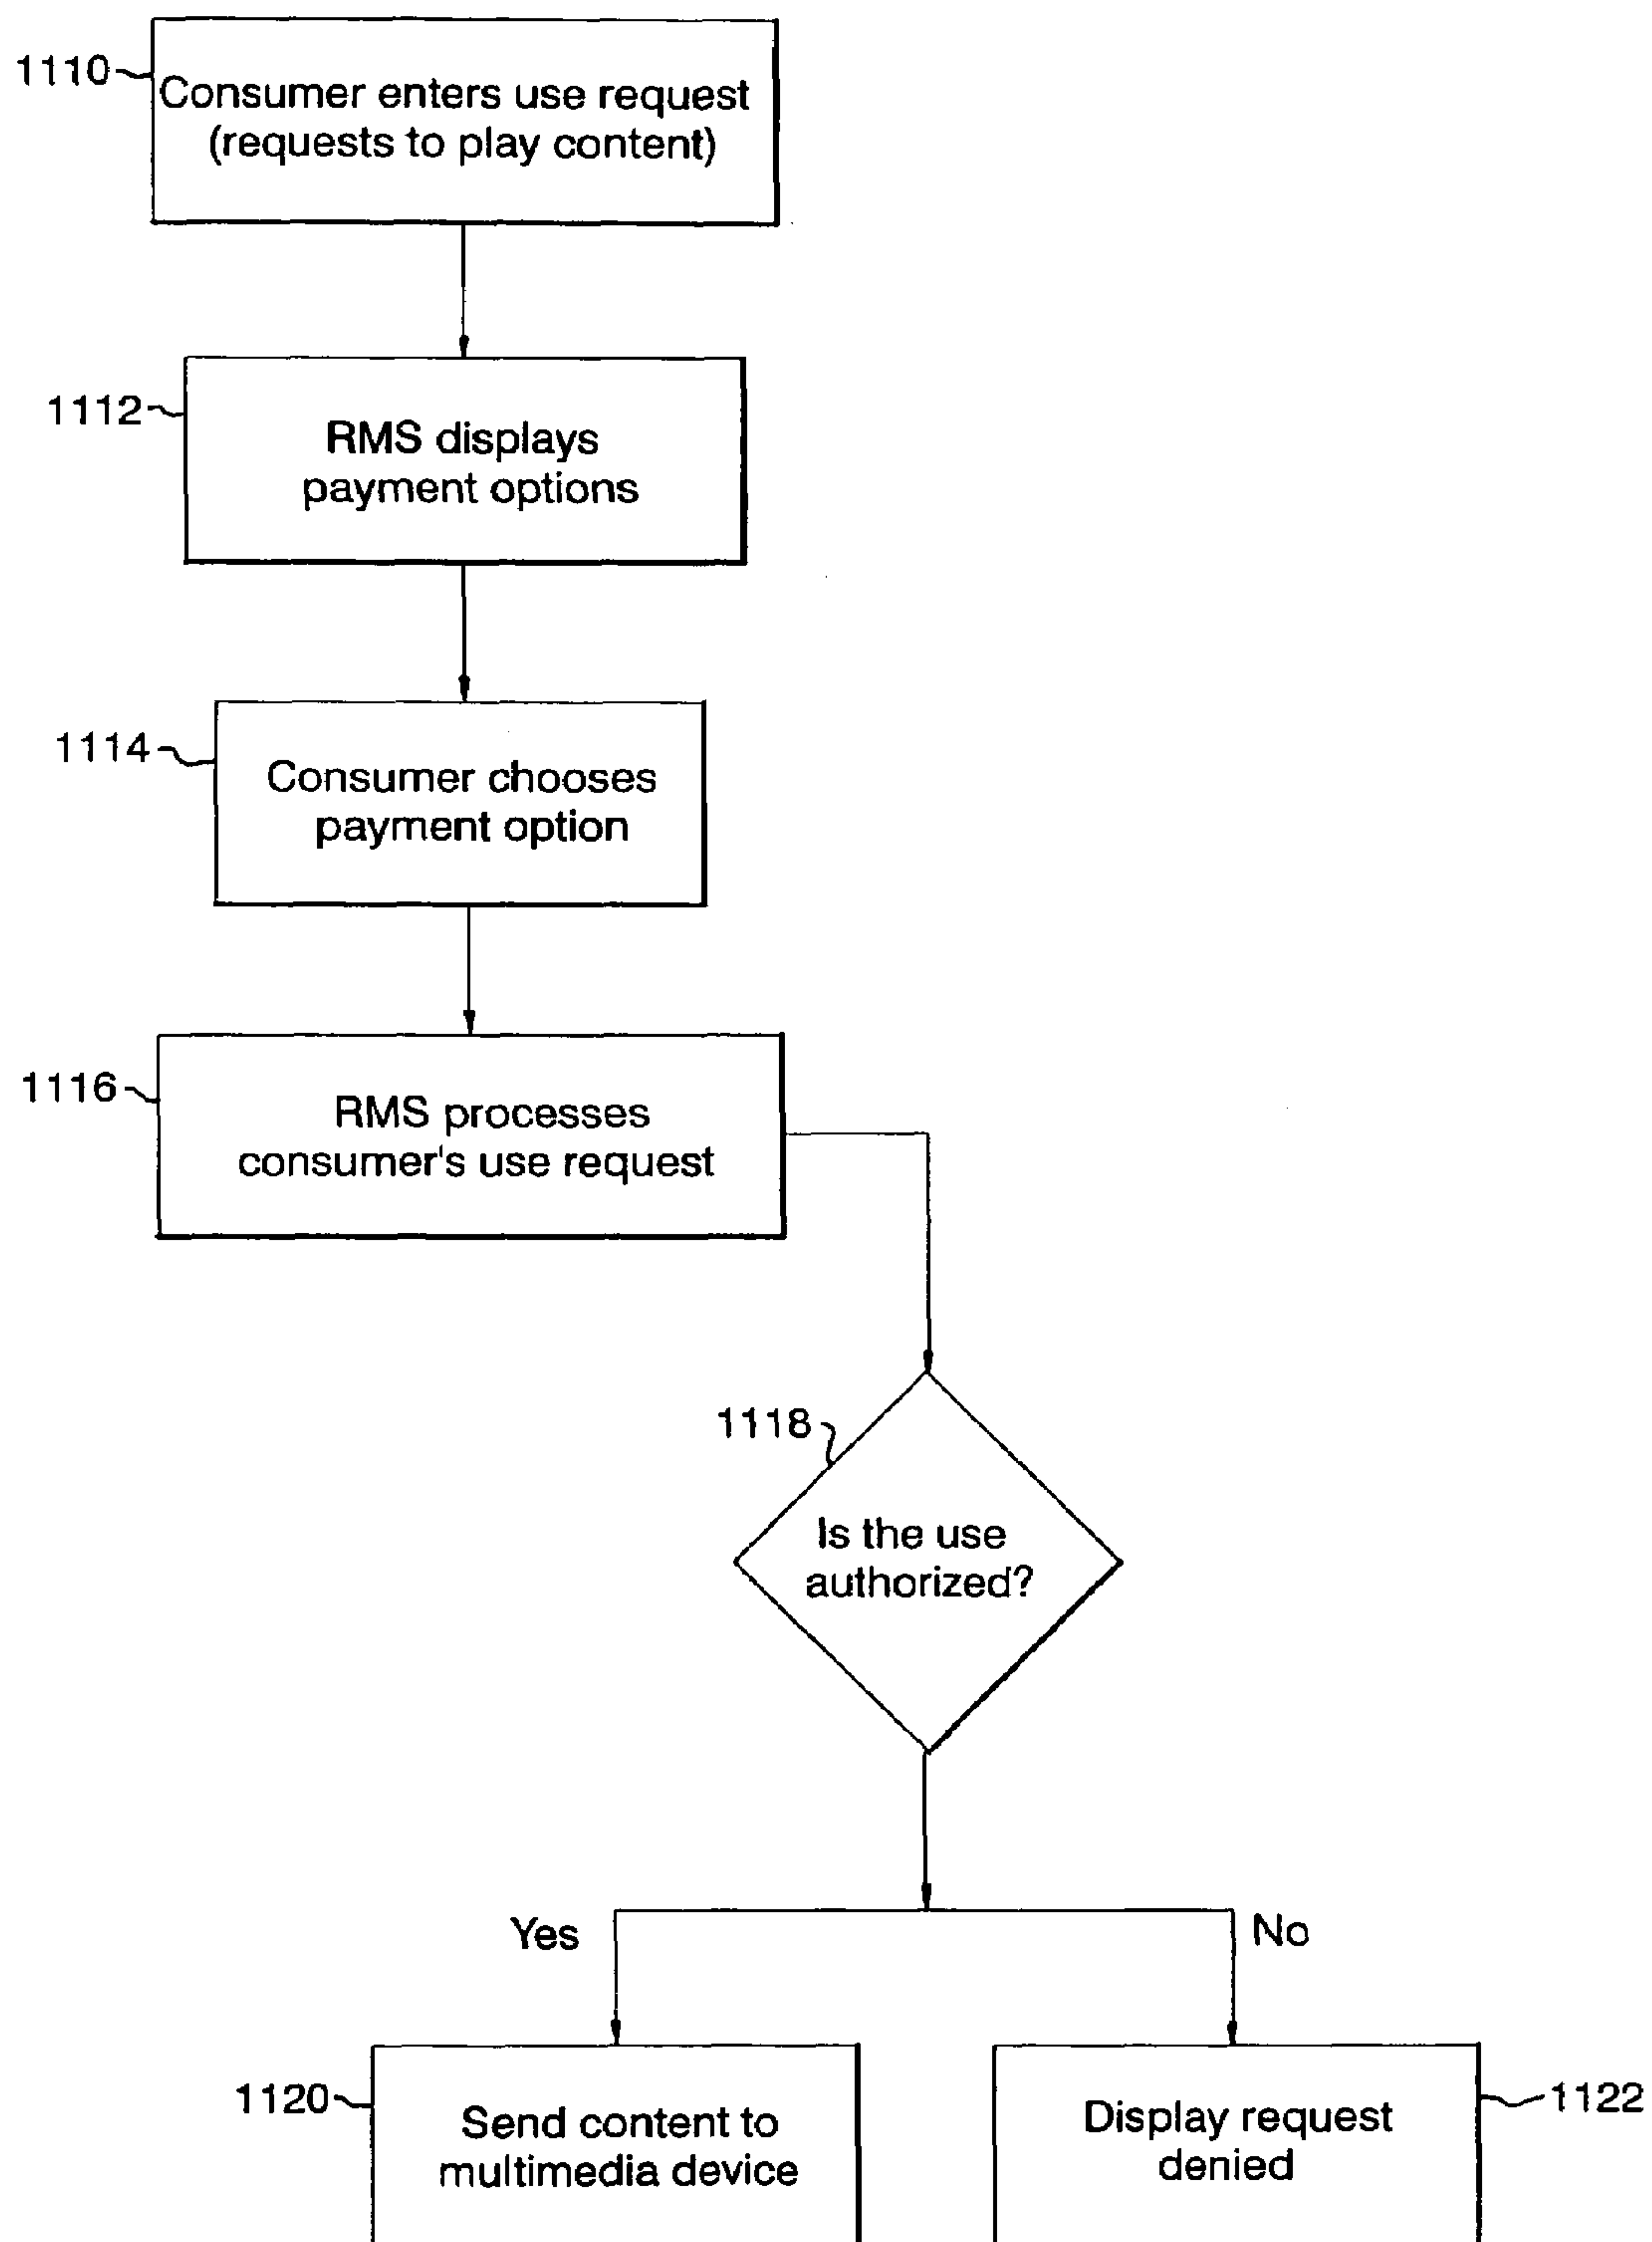 1110
Consumer enters use request
(requests to play content)
1112
RMS displays
payment options
1114
Consumer chooses
payment option
1116
RMS processes
consumer's use request
1118
Is the use
authorized?
Yes
No
1120
Send content to
multimedia device
Display request
denied
1122